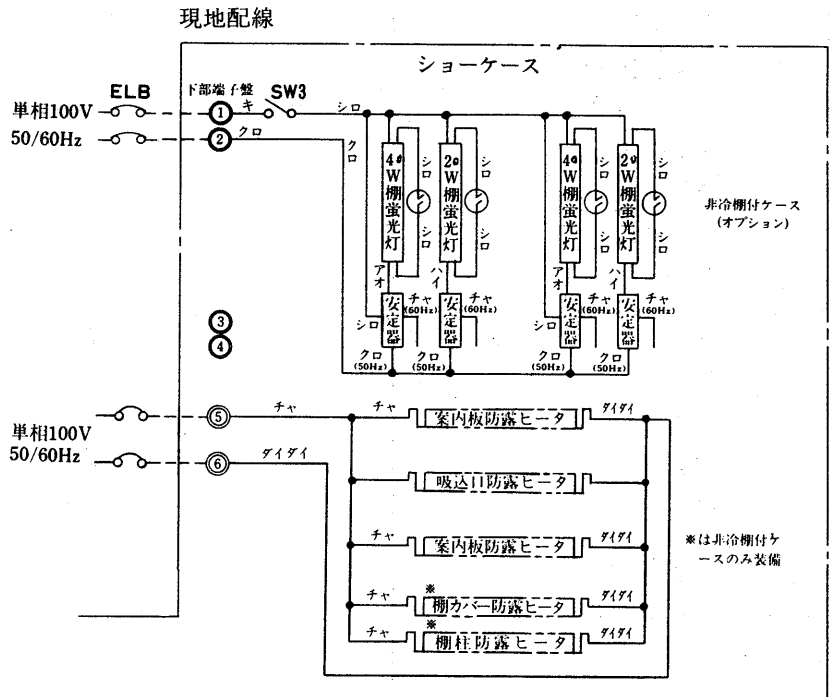 現地配線
ショーケース
ELB
下部端子盤
SW3
単相100V
50/60Hz
①
キ
シロ
②
クロ
クロ
40W棚蛍光灯
シロ
シロ
20W棚蛍光灯
シロ
シロ
40W棚蛍光灯
シロ
シロ
20W棚蛍光灯
シロ
シロ
非冷棚付ケース
(オプション)
アオ
ハイ
アオ
ハイ
シロ
安定器
チャ
(60Hz)
安定器
チャ
(60Hz)
シロ
安定器
チャ
(60Hz)
安定器
チャ
(60Hz)
クロ
(50Hz)
クロ
(50Hz)
クロ
(50Hz)
クロ
(50Hz)
③
④
単相100V
50/60Hz
⑤
チャ
チャ
案内板防露ヒータ
ダイダイ
⑥
ダイダイ
吸込口防露ヒータ
チャ
案内板防露ヒータ
ダイダイ
※は非冷棚付ケ
ースのみ装備
※
チャ
棚カバー防露ヒータ
ダイダイ
※
チャ
棚柱防露ヒータ
ダイダイ